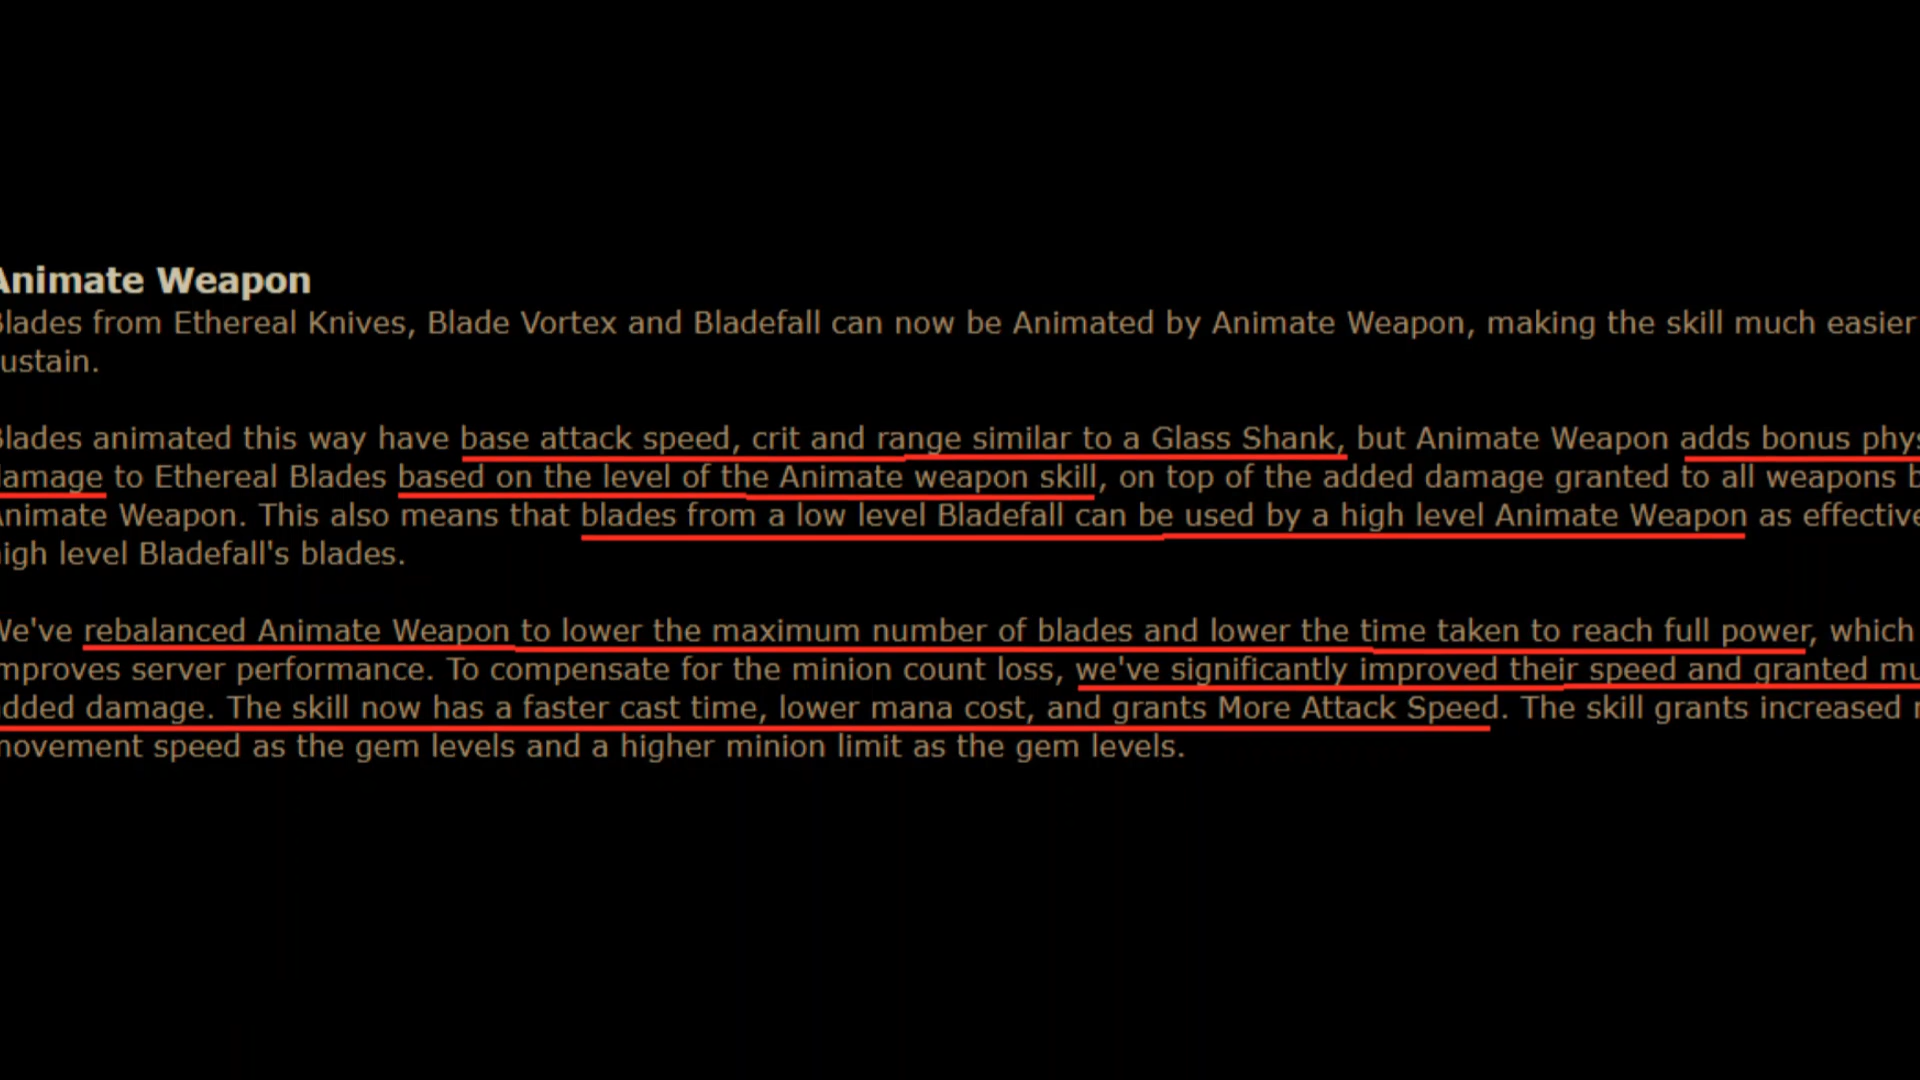 Animate Weapon
Blades from Ethereal Knives, Blade Vortex and Bladefall can now be Animated by Animate Weapon, making the skill much easier
ustain.
Blades animated this way have base attack speed, crit and range similar to a Glass Shank, but Animate Weapon adds bonus phys
damage to Ethereal Blades based on the level of the Animate weapon skill, on top of the added damage granted to all weapons b
Animate Weapon. This also means that blades from a low level Bladefall can be used by a high level Animate Weapon as effective
high level Bladefall's blades.
We've rebalanced Animate Weapon to lower the maximum number of blades and lower the time taken to reach full power, which
mproves server performance. To compensate for the minion count loss, we've significantly improved their speed and granted mu
added damage. The skill now has a faster cast time, lower mana cost, and grants More Attack Speed. The skill grants increased
movement speed as the gem levels and a higher minion limit as the gem levels.